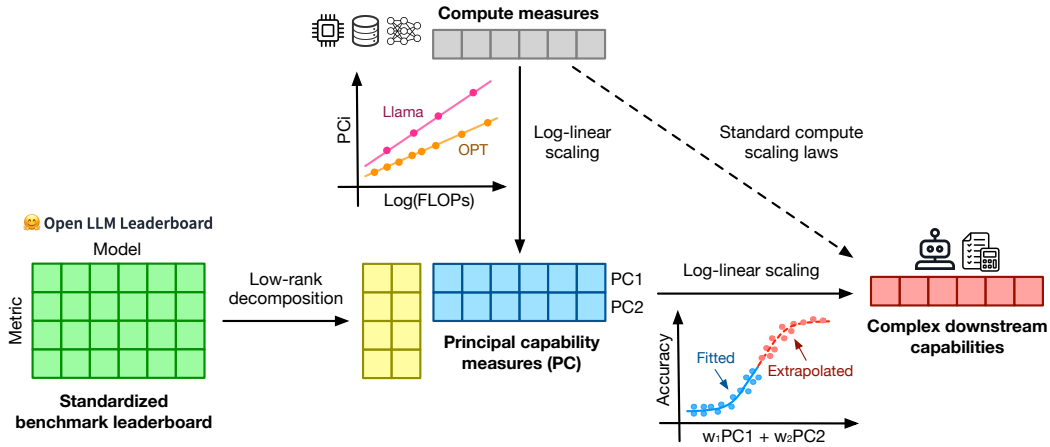 Compute measures
PCi
Llama
OPT
Log(FLOPs)
Log-linear
scaling
Standard compute
scaling laws
🤗 Open LLM Leaderboard
Model
Metric
Standardized
benchmark leaderboard
Low-rank
decomposition
PC1
PC2
Principal capability
measures (PC)
Log-linear scaling
Accuracy
Fitted
Extrapolated
w₁PC1 + w₂PC2
Complex downstream
capabilities